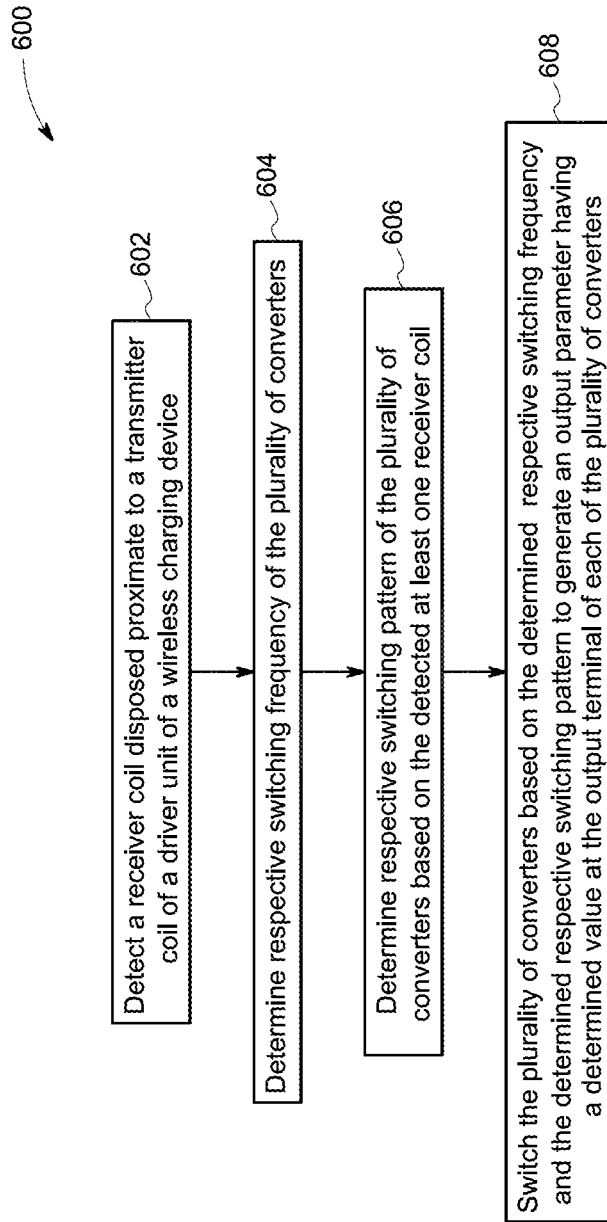 600
602
Detect a receiver coil disposed proximate to a transmitter
coil of a driver unit of a wireless charging device
604
Determine respective switching frequency of the plurality of converters
606
Determine respective switching pattern of the plurality of
converters based on the detected at least one receiver coil
608
Switch the plurality of converters based on the determined respective switching frequency
and the determined respective switching pattern to generate an output parameter having
a determined value at the output terminal of each of the plurality of converters